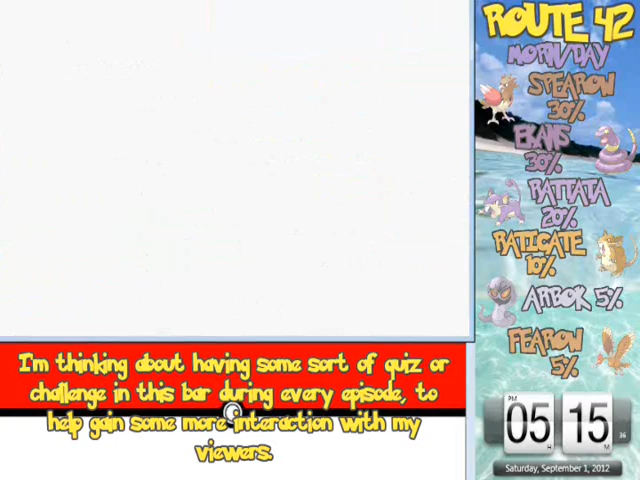 ROUTE 42
MORN/DAY
SPEAROW
30%
EKANS
30%
RATTATA
20%
RATICATE
10%
ARBOK 5%
FEAROW
5%
I'm thinking about having some sort of quiz or
challenge in this bar during every episode, to
help gain some more interaction with my
viewers.
PM
05 15
H M
36
Saturday, September 1, 2012